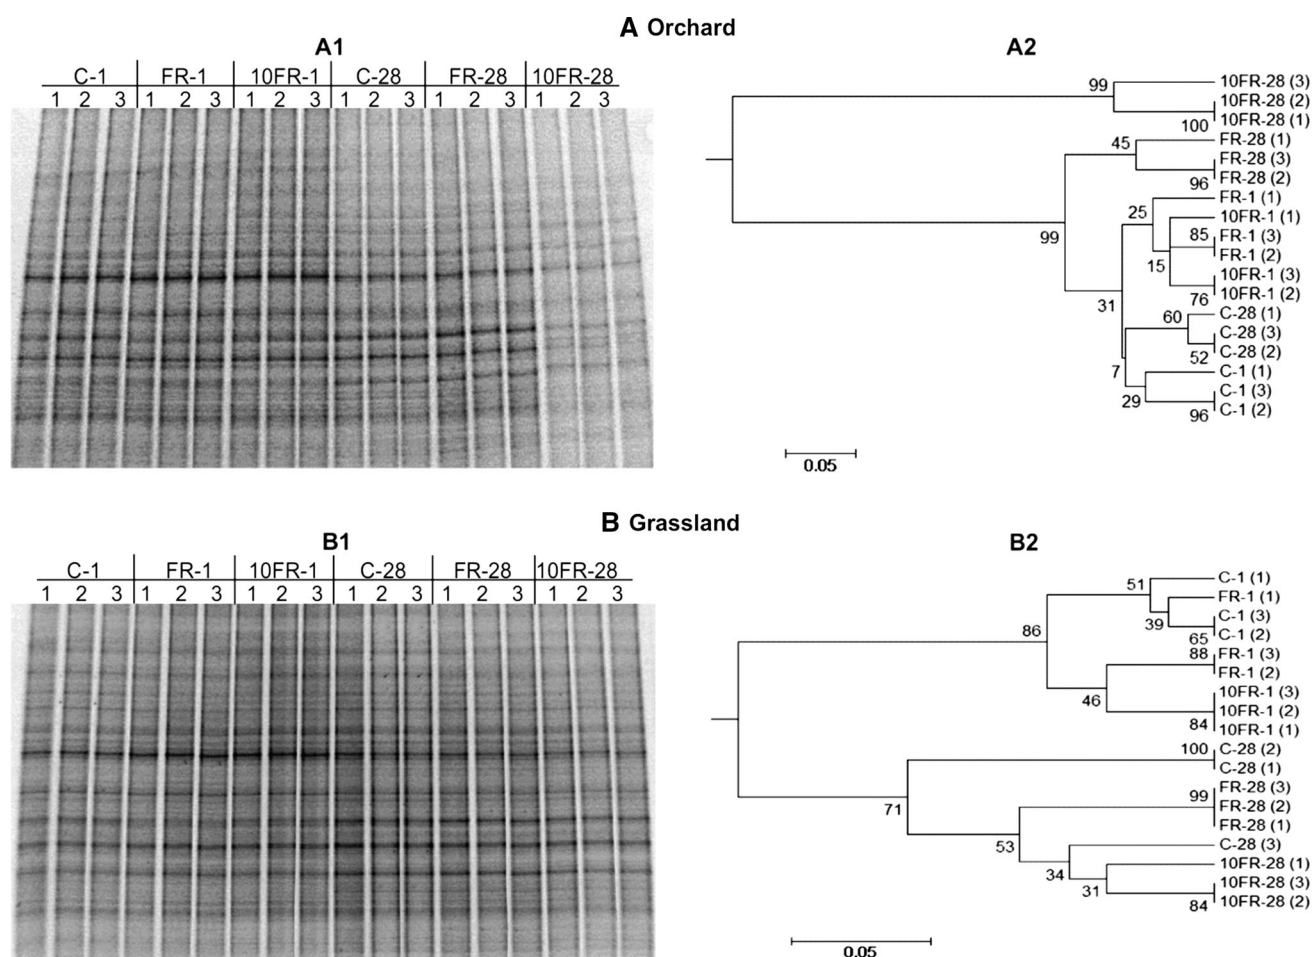 A Orchard
A1
C-1 FR-1 10FR-1 C-28 FR-28 10FR-28
1 2 3 1 2 3 1 2 3 1 2 3 1 2 3 1 2 3
A2
99
10FR-28 (3)
10FR-28 (2)
10FR-28 (1)
100
45
FR-28 (1)
FR-28 (3)
FR-28 (2)
96
FR-1 (1)
25
10FR-1 (1)
85
FR-1 (3)
99
FR-1 (2)
15
10FR-1 (3)
10FR-1 (2)
76
31
60
C-28 (1)
C-28 (3)
C-28 (2)
52
7
C-1 (1)
C-1 (3)
29
C-1 (2)
96
0.05
B Grassland
B1
C-1 FR-1 10FR-1 C-28 FR-28 10FR-28
1 2 3 1 2 3 1 2 3 1 2 3 1 2 3 1 2 3
B2
51
C-1 (1)
FR-1 (1)
C-1 (3)
39
C-1 (2)
86
65
88
FR-1 (3)
FR-1 (2)
10FR-1 (3)
46
10FR-1 (2)
84
10FR-1 (1)
100
C-28 (2)
C-28 (1)
FR-28 (3)
99
FR-28 (2)
71
FR-28 (1)
53
C-28 (3)
10FR-28 (1)
34
10FR-28 (3)
31
10FR-28 (2)
84
0.05